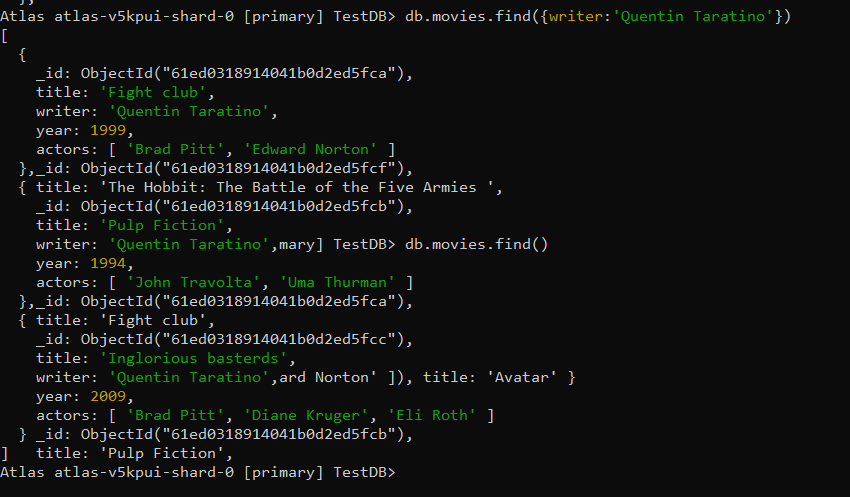 Atlas atlas-v5kpui-shard-0 [primary] TestDB> db.movies.find({writer:'Quentin Taratino'})
[
  {
    _id: ObjectId("61ed0318914041b0d2ed5fca"),
    title: 'Fight club',
    writer: 'Quentin Taratino',
    year: 1999,
    actors: [ 'Brad Pitt', 'Edward Norton' ]
  },_id: ObjectId("61ed0318914041b0d2ed5fcf"),
  { title: 'The Hobbit: The Battle of the Five Armies ',
    _id: ObjectId("61ed0318914041b0d2ed5fcb"),
    title: 'Pulp Fiction',
    writer: 'Quentin Taratino',mary] TestDB> db.movies.find()
    year: 1994,
    actors: [ 'John Travolta', 'Uma Thurman' ]
  },_id: ObjectId("61ed0318914041b0d2ed5fca"),
  { title: 'Fight club',
    _id: ObjectId("61ed0318914041b0d2ed5fcc"),
    title: 'Inglorious basterds',
    writer: 'Quentin Taratino',ard Norton' ]), title: 'Avatar' }
    year: 2009,
    actors: [ 'Brad Pitt', 'Diane Kruger', 'Eli Roth' ]
  } _id: ObjectId("61ed0318914041b0d2ed5fcb"),
]   title: 'Pulp Fiction',
Atlas atlas-v5kpui-shard-0 [primary] TestDB>